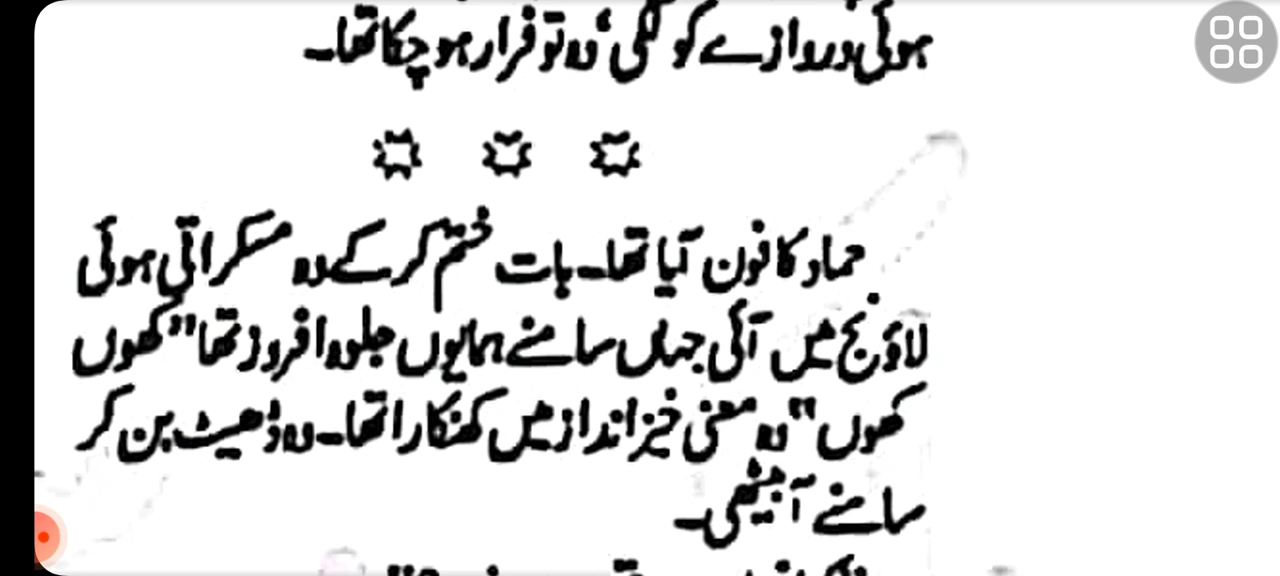 ہوئی دروازے کو لگی‘ وہ تو فرار ہو چکا تھا۔
حماد کا فون آیا تھا۔ بات ختم کر کے وہ مسکراتی ہوئی
لاؤنج میں آئی جہاں سامنے ہمایوں جلوہ افروز تھا ”کھوں
کھوں“ وہ معنی خیز انداز میں کھنکارا تھا۔ وہ ڈھیٹ بن کر
سامنے آ بیٹھی۔